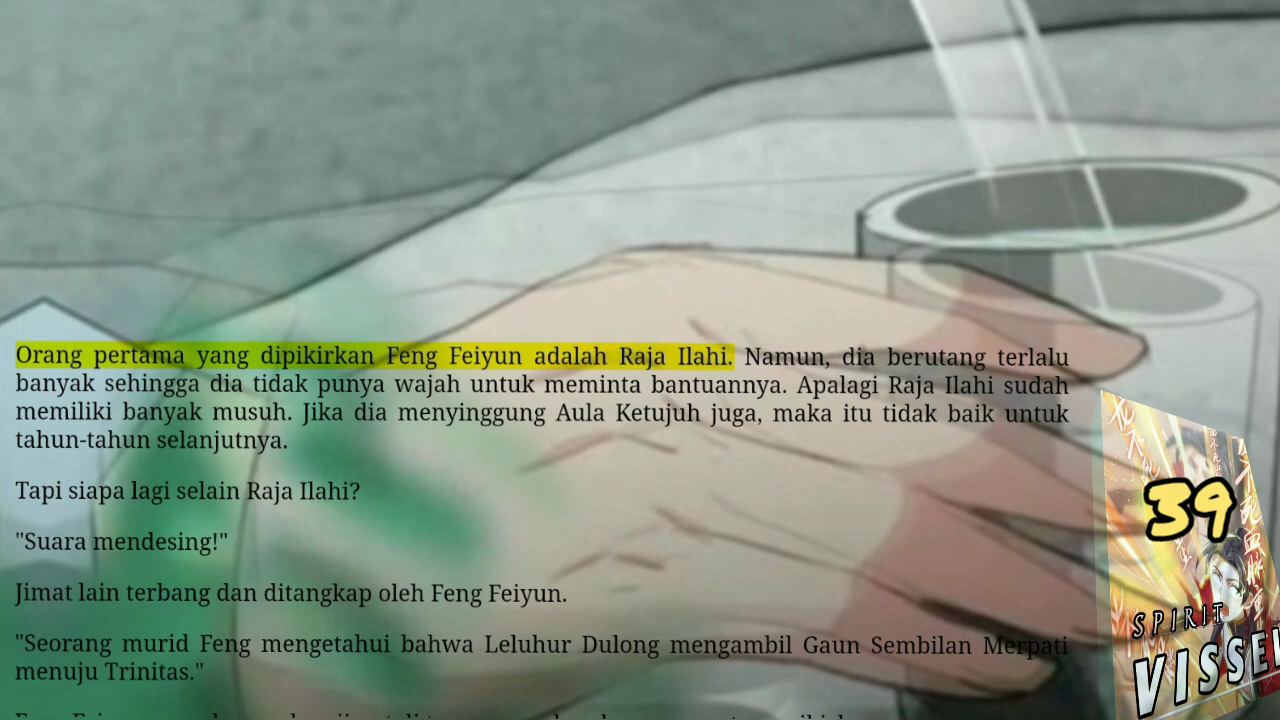 Orang pertama yang dipikirkan Feng Feiyun adalah Raja Ilahi. Namun, dia berutang terlalu
banyak sehingga dia tidak punya wajah untuk meminta bantuannya. Apalagi Raja Ilahi sudah
memiliki banyak musuh. Jika dia menyinggung Aula Ketujuh juga, maka itu tidak baik untuk
tahun-tahun selanjutnya.
Tapi siapa lagi selain Raja Ilahi?
"Suara mendesing!"
Jimat lain terbang dan ditangkap oleh Feng Feiyun.
"Seorang murid Feng mengetahui bahwa Leluhur Dulong mengambil Gaun Sembilan Merpati
menuju Trinitas."
39
SPIRIT
VISSEL